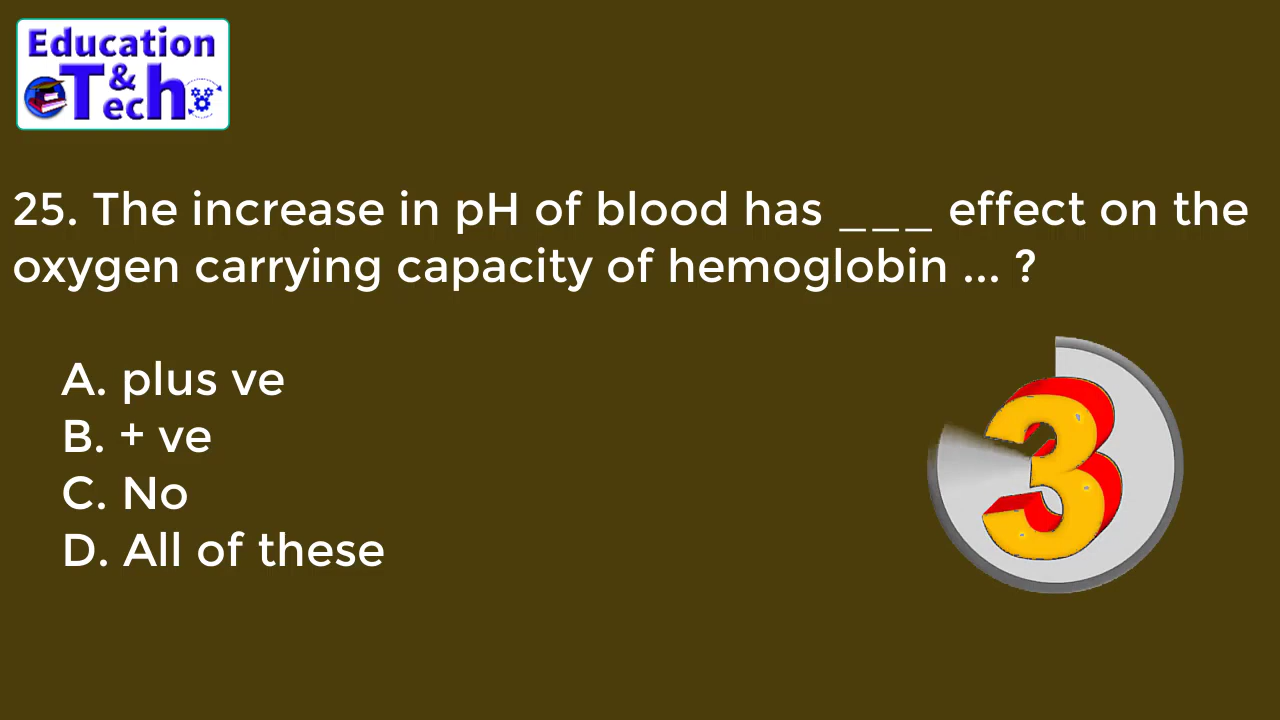 Education
&
Tech
25. The increase in pH of blood has _ _ _ effect on the
oxygen carrying capacity of hemoglobin ... ?
A. plus ve
B. + ve
C. No
D. All of these
3